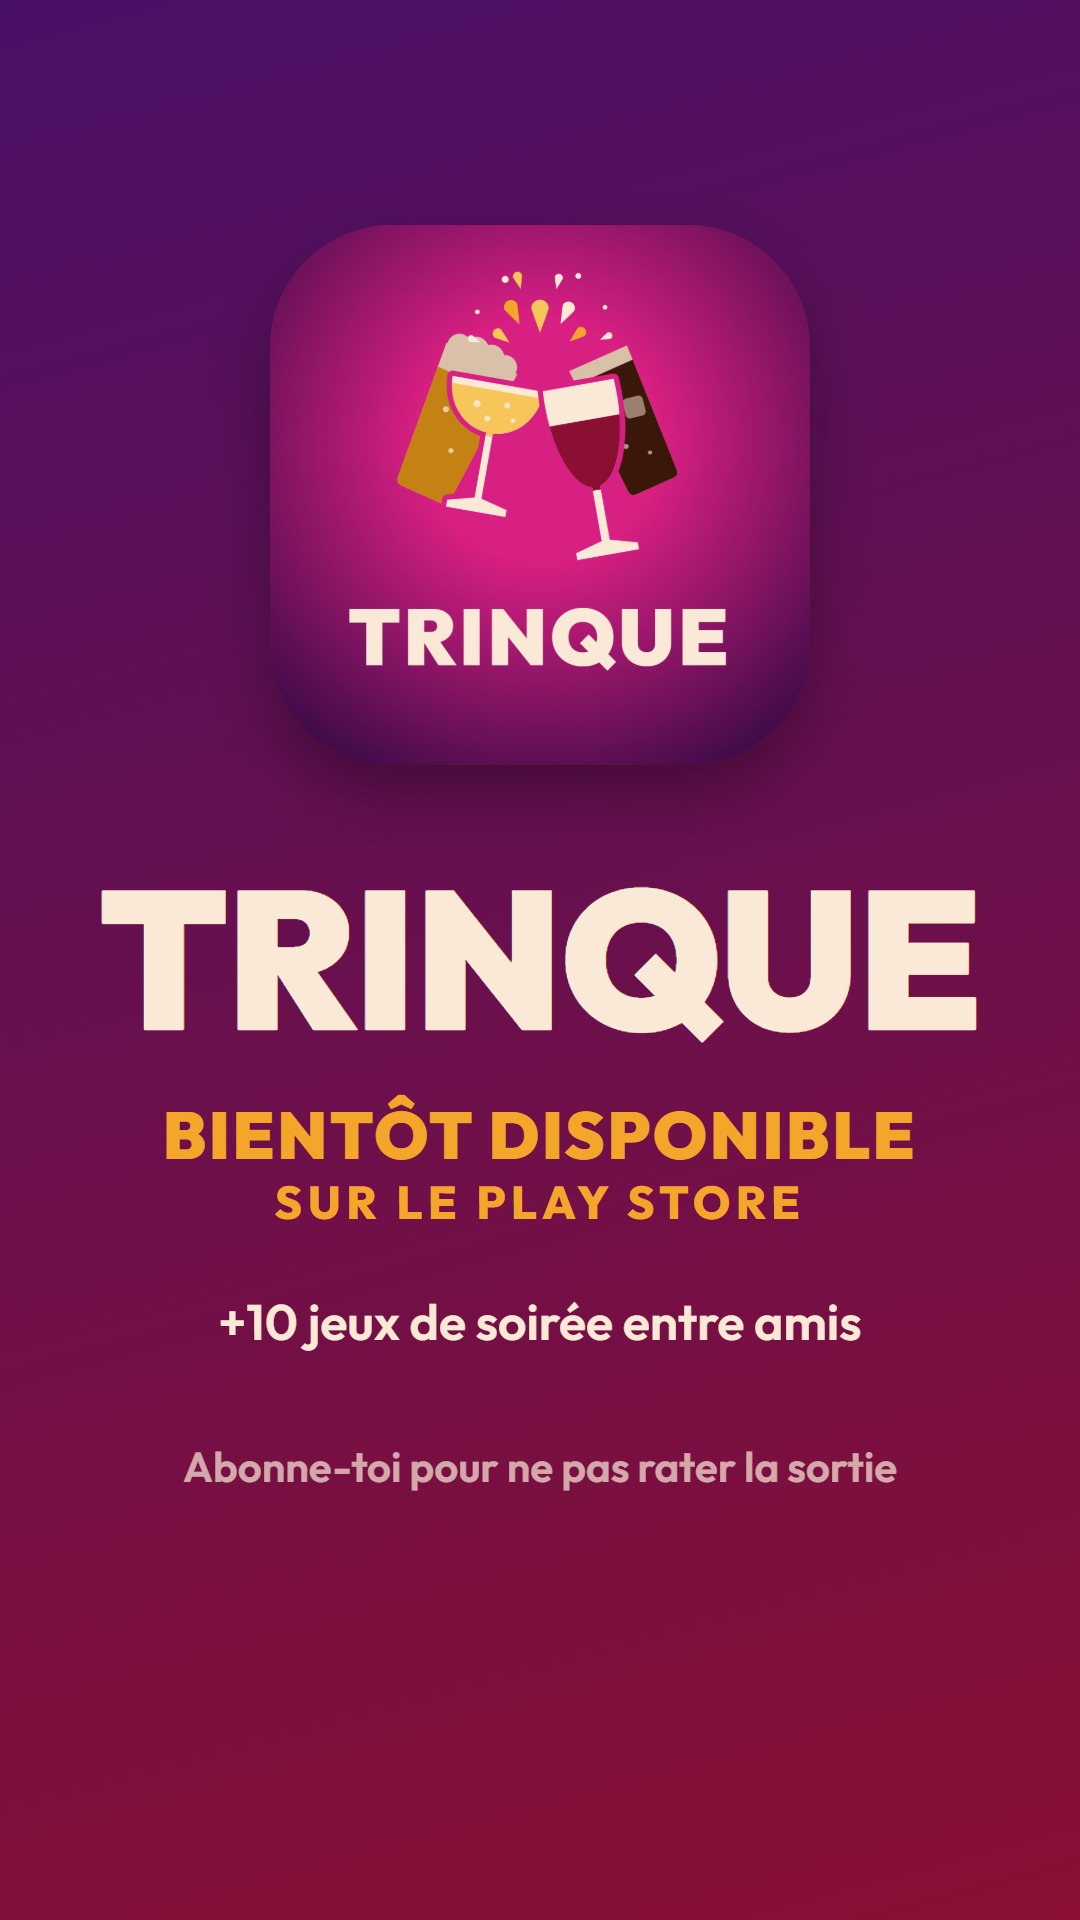 TRINQUE
TRINQUE
BIENTÔT DISPONIBLE
SUR LE PLAY STORE
+10 jeux de soirée entre amis
Abonne-toi pour ne pas rater la sortie